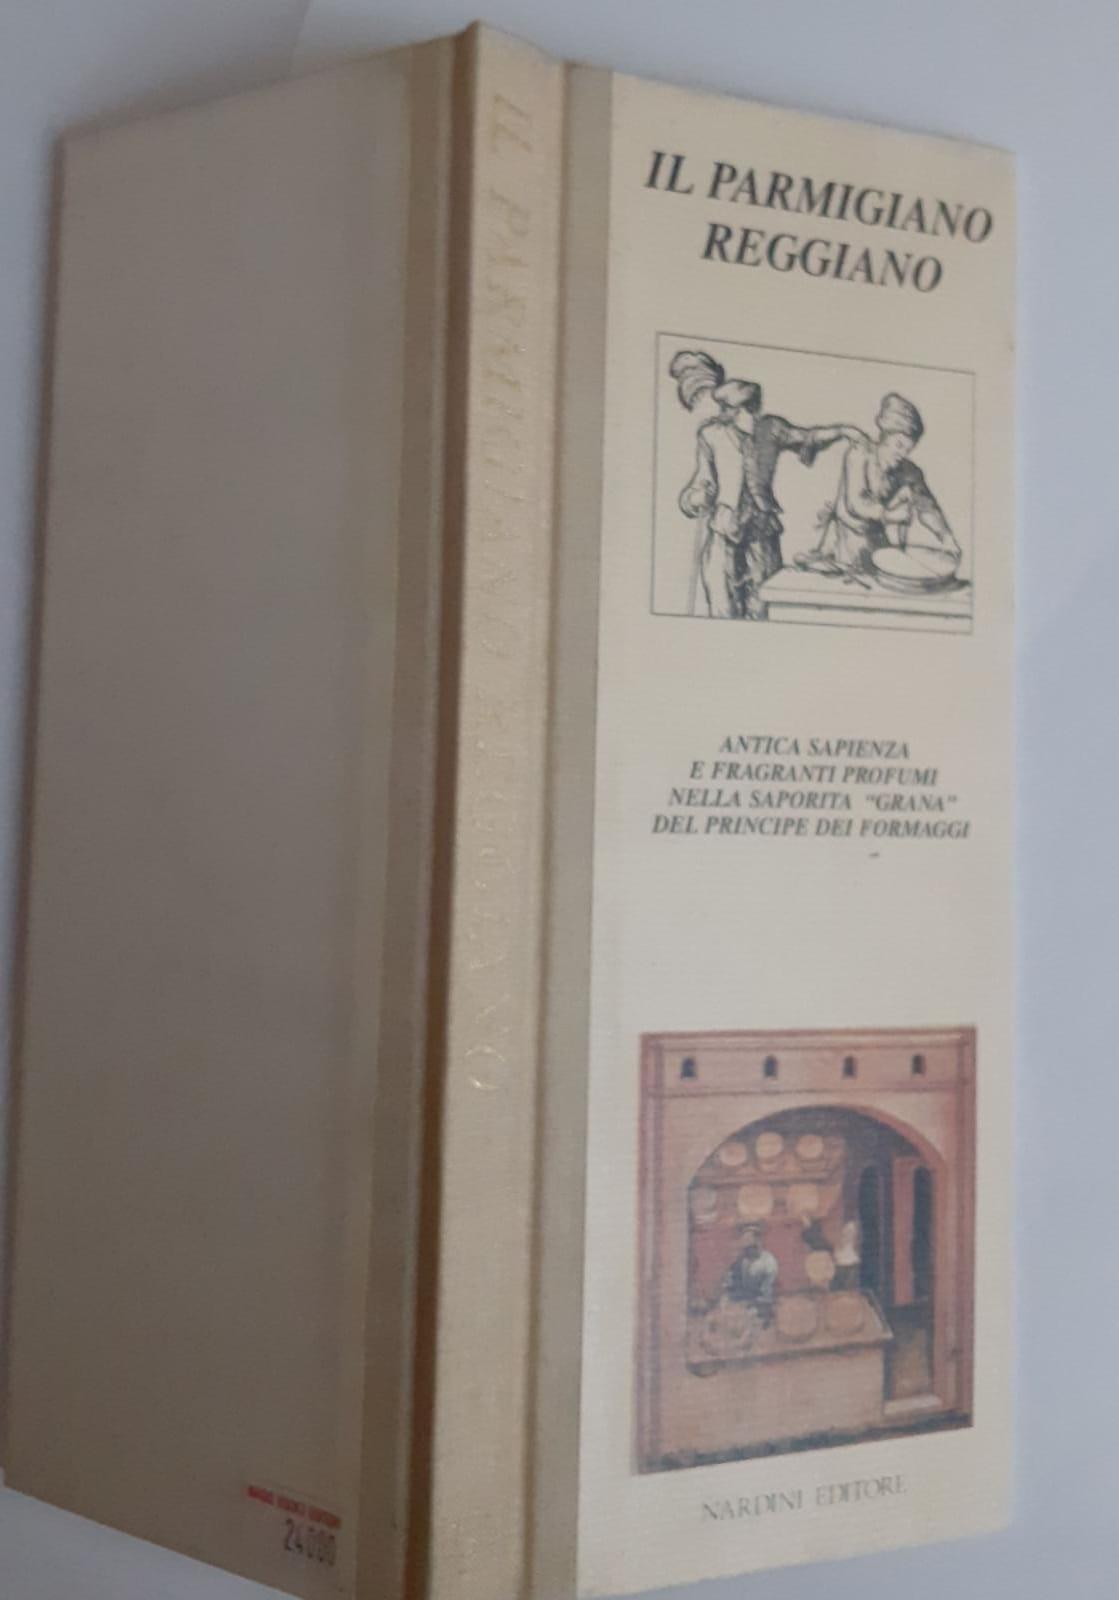 IL PARMIGIANO
REGGIANO
ANTICA SAPIENZA
E FRAGRANTI PROFUMI
NELLA SAPORITA "GRANA"
DEL PRINCIPE DEI FORMAGGI
NARDINI EDITORE
IL PARMIGIANO REGGIANO
24000